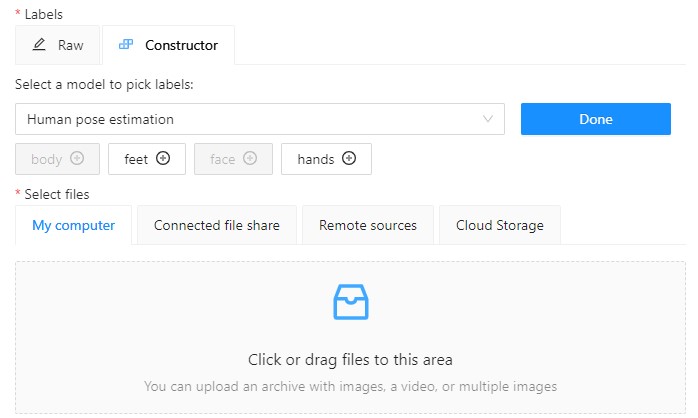 * Labels
Raw Constructor
Select a model to pick labels:
Human pose estimation Done
body feet face hands
* Select files
My computer Connected file share Remote sources Cloud Storage
Click or drag files to this area
You can upload an archive with images, a video, or multiple images